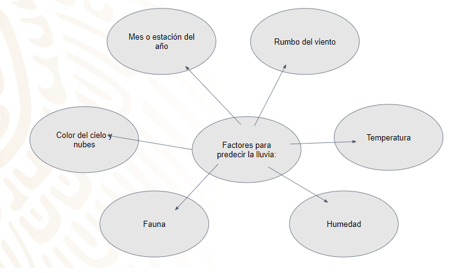 Mes o estación del
año
Rumbo del viento
Color del cielo y
nubes
Factores para
predecir la lluvia:
Temperatura
Fauna
Humedad